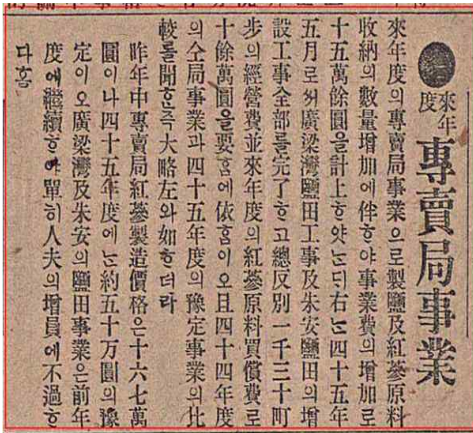 來年度
專賣局事業
來年度의專賣局事業으로製鹽及紅蔘原料
收納의數量增加에伴ᄒᆞ야事業費의增加로
十五萬餘圓을計上ᄒᆞ얏ᄂᆞᆫᄃᆡ右ᄂᆞᆫ四十五年
五月로써廣梁灣鹽田工事及朱安鹽田의增
設工事全部를完了ᄒᆞ고總反別一千三十町
步의經營費並來年度의紅蔘原料買償費로
十餘萬圓을要ᄒᆞᆷ에依ᄒᆞᆷ이오且四十四年度
의仝局事業과四十五年度의豫定事業의比
較를聞ᄒᆞᆫ즉大略左와如ᄒᆞ더라
昨年中專賣局紅蔘製造價格은十六七萬
圓이나四十五年度에ᄂᆞᆫ約五十万圓의豫
定이오廣梁灣及朱安의鹽田事業은前年
度에繼續ᄒᆞ야單히人夫의增員에不過ᄒᆞ
다ᄒᆞᆷ